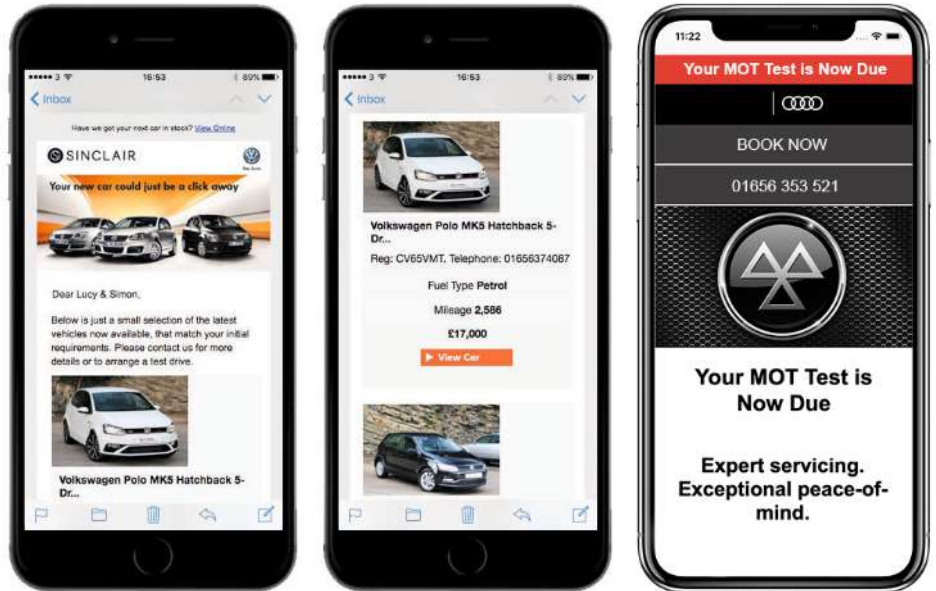 3 16:53 89%
Inbox
Have we got your next car in stock? View Online
SINCLAIR
Your new car could just be a click away
Dear Lucy & Simon,
Below is just a small selection of the latest
vehicles now available, that match your initial
requirements. Please contact us for more
details or to arrange a test drive.
Volkswagen Polo MK5 Hatchback 5-
Dr...
3 16:53 89%
Inbox
Volkswagen Polo MK5 Hatchback 5-
Dr...
Reg: CV65VMT, Telephone: 01656374087
Fuel Type Petrol
Mileage 2,586
£17,000
View Car
11:22
Your MOT Test is Now Due
BOOK NOW
01656 353 521
Your MOT Test is
Now Due
Expert servicing.
Exceptional peace-of-
mind.